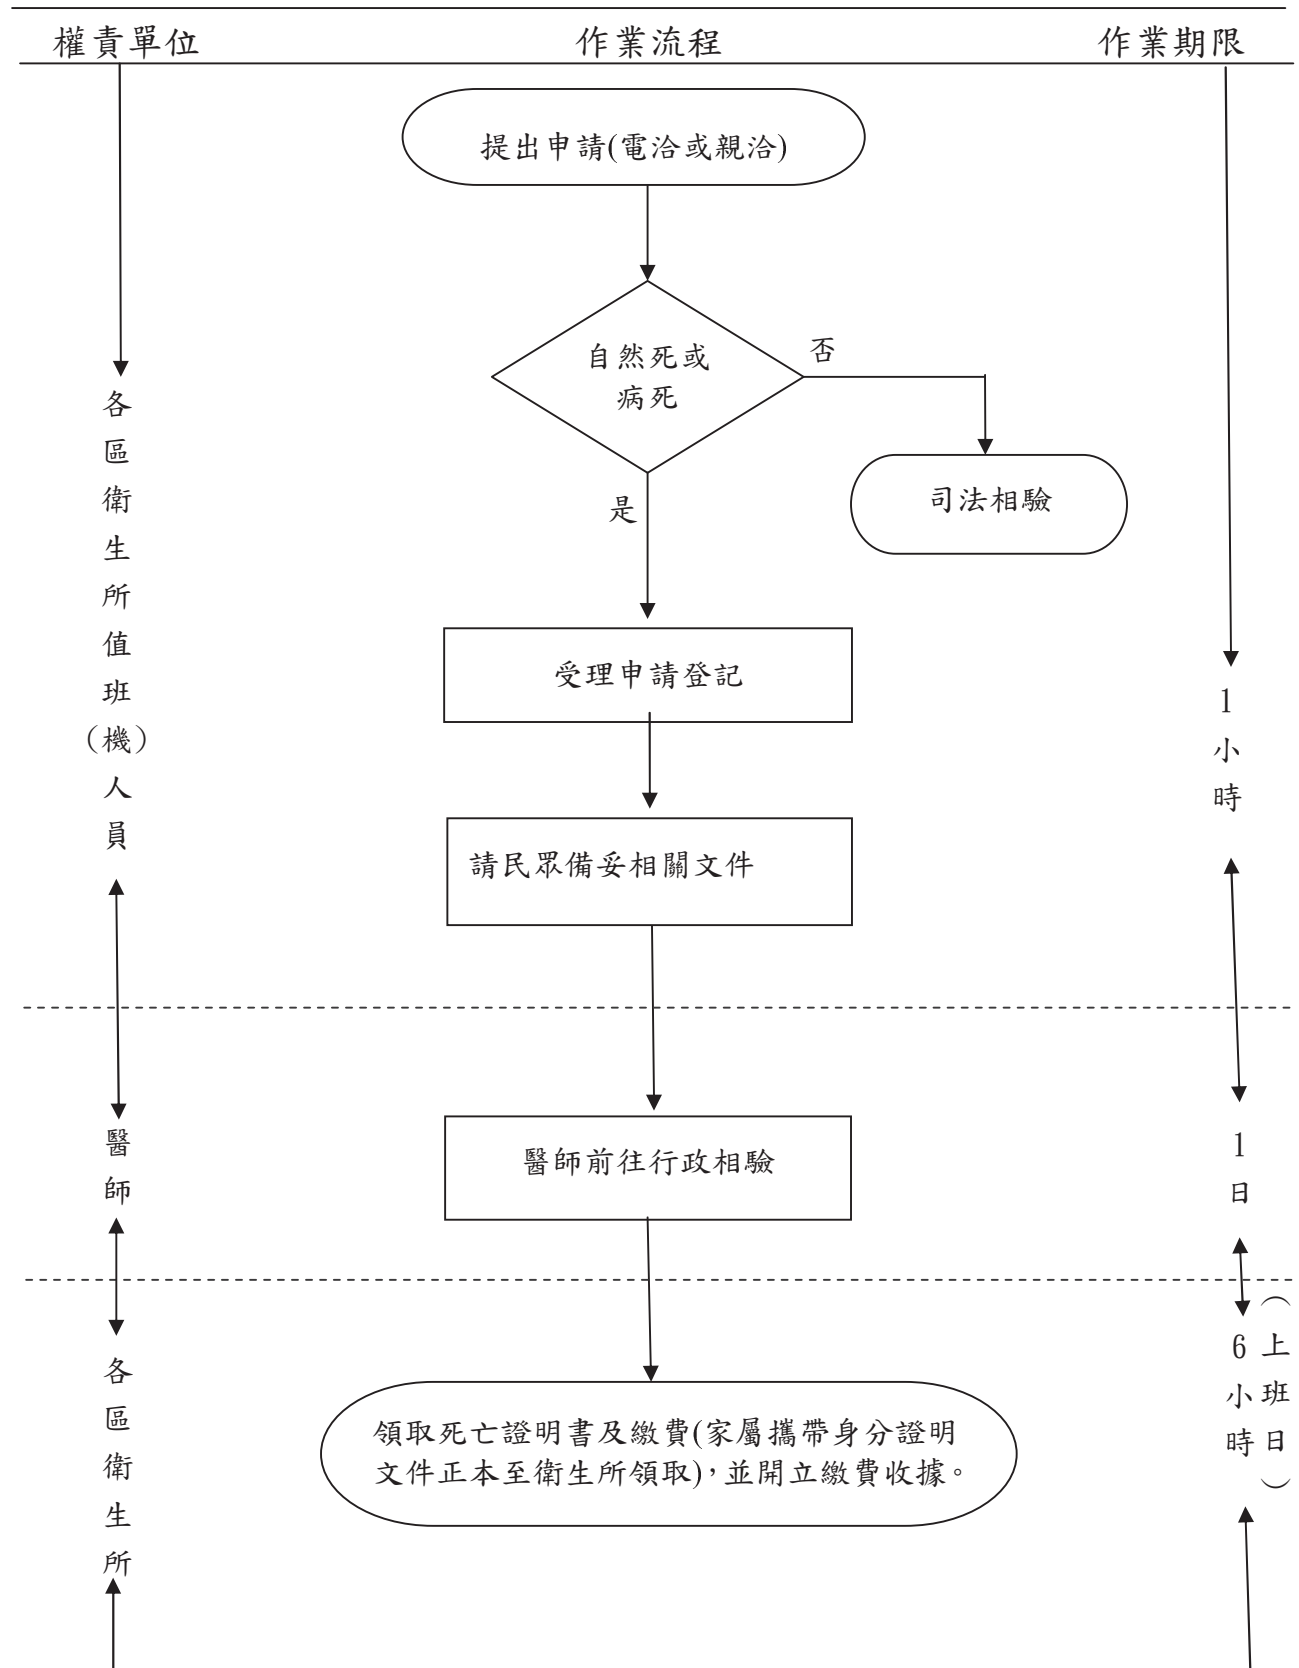 權責單位 作業流程 作業期限
提出申請(電洽或親洽)
自然死或
病死
否
是
司法相驗
受理申請登記
請民眾備妥相關文件
各區衛生所值班(機)人員
1小時
醫師前往行政相驗
醫師
1日
領取死亡證明書及繳費(家屬攜帶身分證明
文件正本至衛生所領取),並開立繳費收據。
各區衛生所
6小時
(上班日)